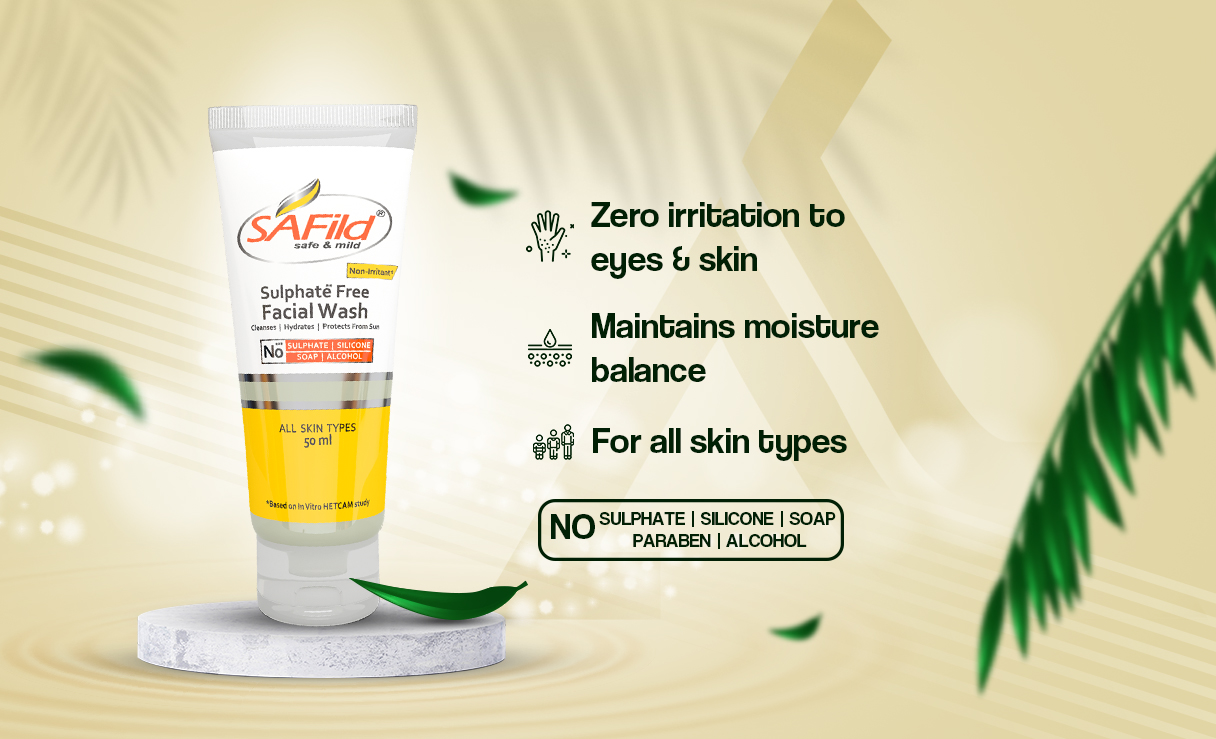 SAFild®
safe & mild
Non-Irritant*
Sulphate Free
Facial Wash
Cleanses | Hydrates | Protects From Sun
No SULPHATE | SILICONE
SOAP | ALCOHOL
ALL SKIN TYPES
50 ml
*Based on In Vitro HETCAM study
Zero irritation to
eyes & skin
Maintains moisture
balance
For all skin types
NO SULPHATE | SILICONE | SOAP
PARABEN | ALCOHOL